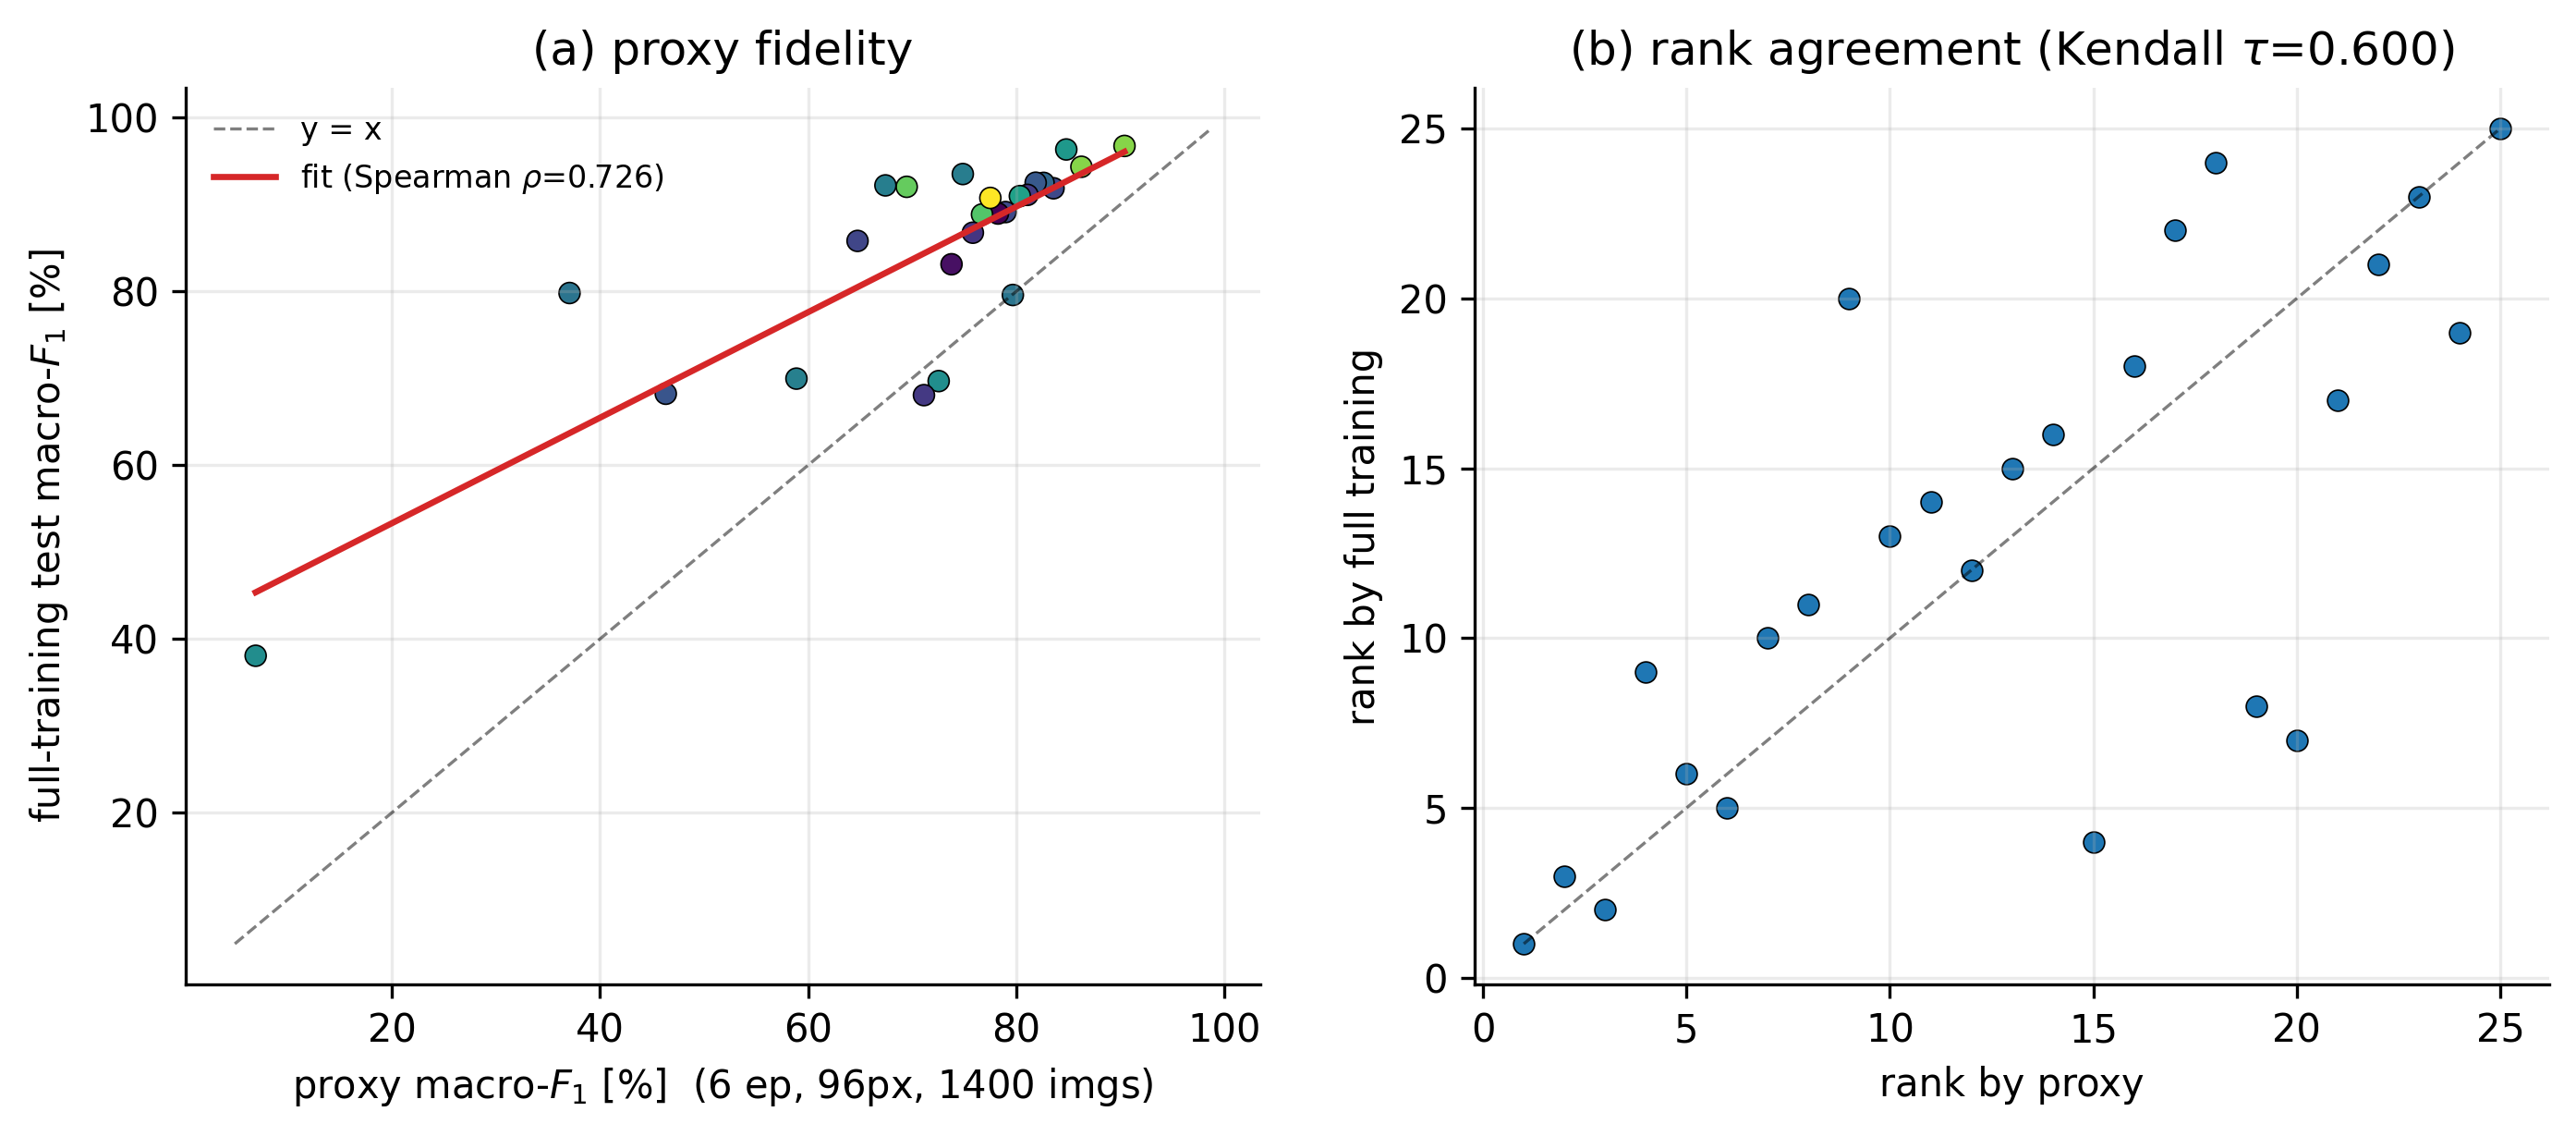 (a) proxy fidelity
y = x
fit (Spearman ρ=0.726)
100
80
60
40
20
full-training test macro-F₁ [%]
20 40 60 80 100
proxy macro-F₁ [%] (6 ep, 96px, 1400 imgs)
(b) rank agreement (Kendall τ=0.600)
25
20
15
10
5
0
rank by full training
0 5 10 15 20 25
rank by proxy